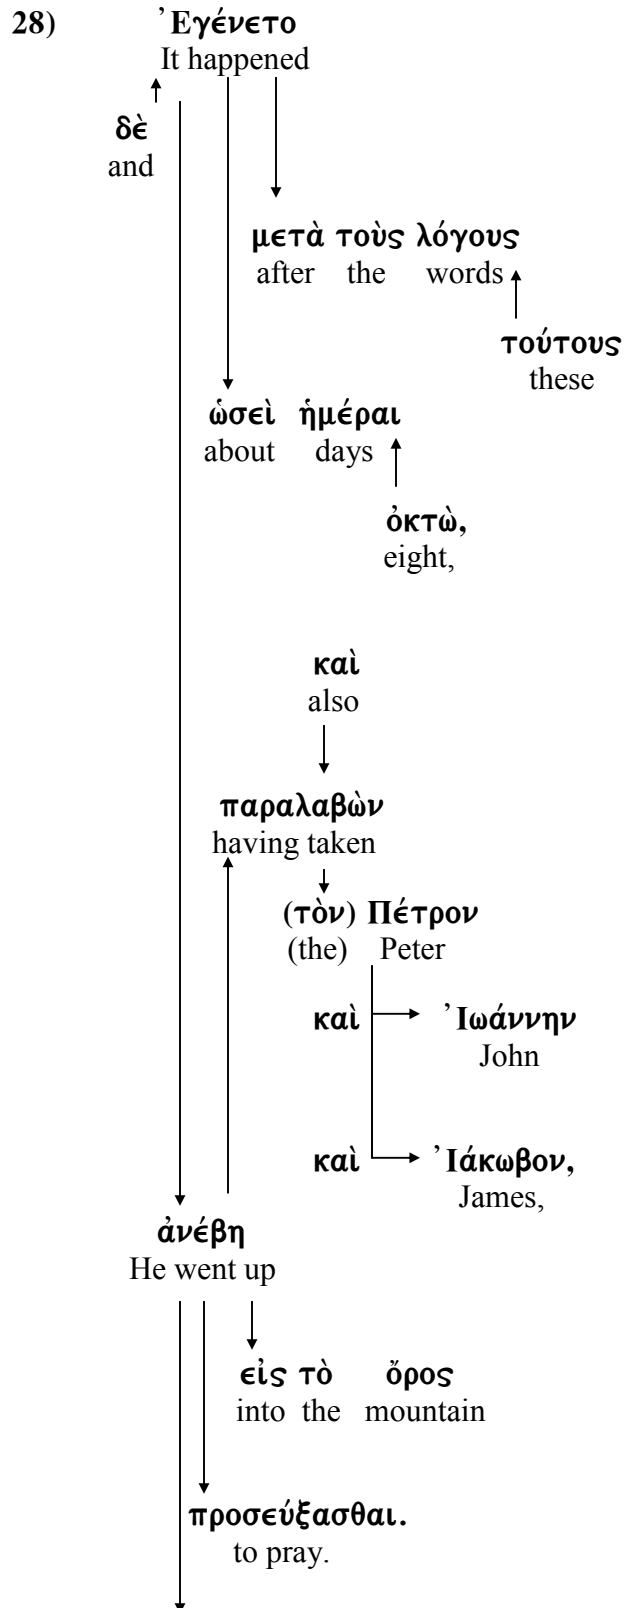 28) Ἐγένετο
It happened
δὲ
and
μετὰ τοὺς λόγους
after the words
τούτους
these
ὡσεὶ ἡμέραι
about days
ὀκτὼ,
eight,
καὶ
also
παραλαβὼν
having taken
(τὸν) Πέτρον
(the) Peter
καὶ Ἰωάννην
John
καὶ Ἰάκωβον,
James,
ἀνέβη
He went up
εἰς τὸ ὄρος
into the mountain
προσεύξασθαι.
to pray.